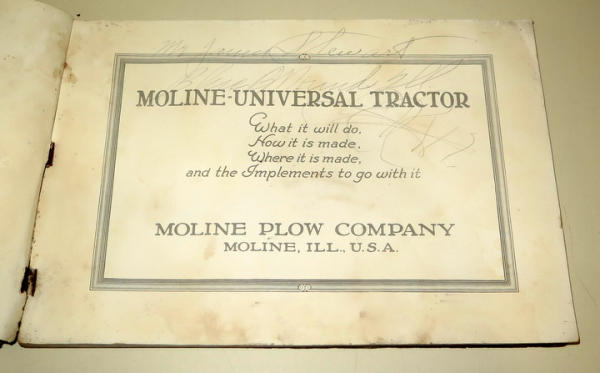 MOLINE-UNIVERSAL TRACTOR
What it will do,
How it is made,
Where it is made,
and the Implements to go with it
MOLINE PLOW COMPANY
MOLINE, ILL., U.S.A.